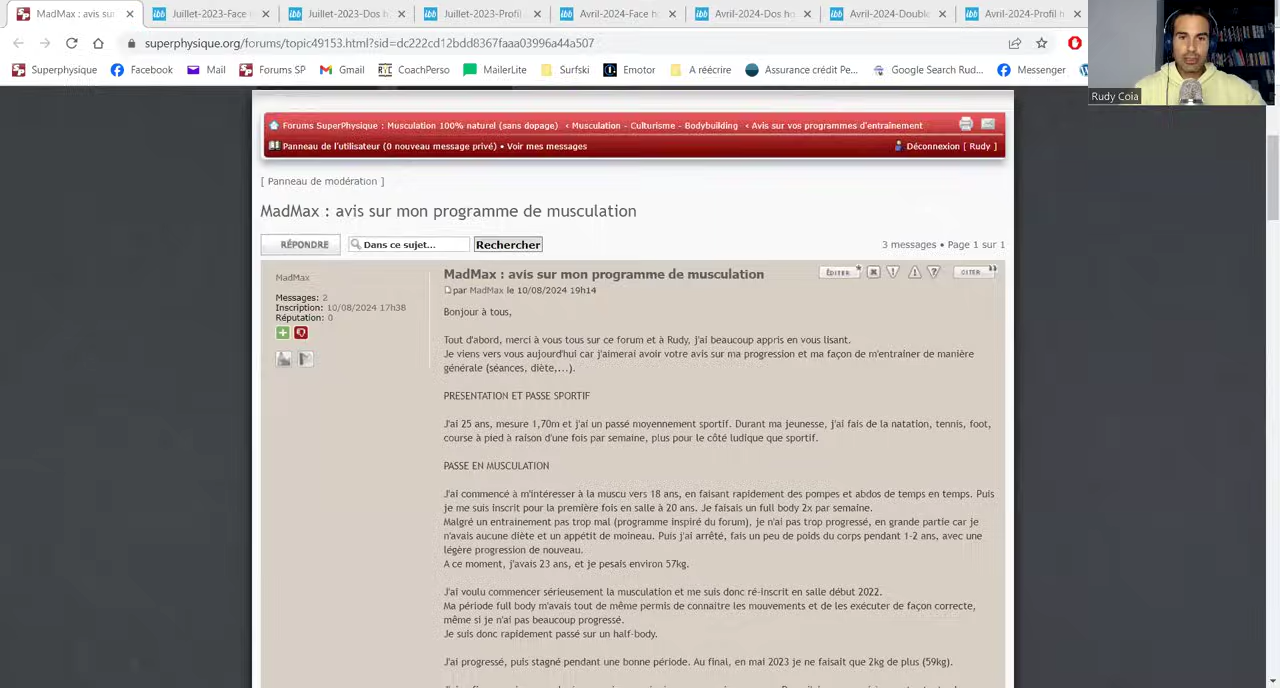 MadMax : avis su
Juillet-2023-Face
Juillet-2023-Dos h
Juillet-2023-Profil
Avril-2024-Face h
Avril-2024-Dos ho
Avril-2024-Double
Avril-2024-Profil h
superphysique.org/forums/topic49153.html?sid=dc222cd12bdd8367faaa03996a44a507
Superphysique
Facebook
Mail
Forums SP
Gmail
CoachPerso
MailerLite
Surfski
Emotor
A réécrire
Assurance crédit Pe...
Google Search Rud...
Messenger
Rudy Coia
Forums SuperPhysique : Musculation 100% naturel (sans dopage) ‹ Musculation - Culturisme - Bodybuilding ‹ Avis sur vos programmes d'entraînement
Panneau de l'utilisateur (0 nouveau message privé) • Voir mes messages
Déconnexion [ Rudy ]
[ Panneau de modération ]
MadMax : avis sur mon programme de musculation
RÉPONDRE
Dans ce sujet...
Rechercher
3 messages • Page 1 sur 1
MadMax
Messages: 2
Inscription: 10/08/2024 17h38
Réputation: 0
MadMax : avis sur mon programme de musculation
ÉDITER
CITER
par MadMax le 10/08/2024 19h14
Bonjour à tous,
Tout d'abord, merci à vous tous sur ce forum et à Rudy, j'ai beaucoup appris en vous lisant.
Je viens vers vous aujourd'hui car j'aimerai avoir votre avis sur ma progression et ma façon de m'entrainer de manière
générale (séances, diète,...).
PRESENTATION ET PASSE SPORTIF
J'ai 25 ans, mesure 1,70m et j'ai un passé moyennement sportif. Durant ma jeunesse, j'ai fais de la natation, tennis, foot,
course à pied à raison d'une fois par semaine, plus pour le côté ludique que sportif.
PASSE EN MUSCULATION
J'ai commencé à m'intéresser à la muscu vers 18 ans, en faisant rapidement des pompes et abdos de temps en temps. Puis
je me suis inscrit pour la première fois en salle à 20 ans. Je faisais un full body 2x par semaine.
Malgré un entrainement pas trop mal (programme inspiré du forum), je n'ai pas trop progressé, en grande partie car je
n'avais aucune diète et un appétit de moineau. Puis j'ai arrêté, fais un peu de poids du corps pendant 1-2 ans, avec une
légère progression de nouveau.
A ce moment, j'avais 23 ans, et je pesais environ 57kg.
J'ai voulu commencer sérieusement la musculation et me suis donc ré-inscrit en salle début 2022.
Ma période full body m'avais tout de même permis de connaitre les mouvements et de les exécuter de façon correcte,
même si je n'ai pas beaucoup progressé.
Je suis donc rapidement passé sur un half-body.
J'ai progressé, puis stagné pendant une bonne période. Au final, en mai 2023 je ne faisait que 2kg de plus (59kg).